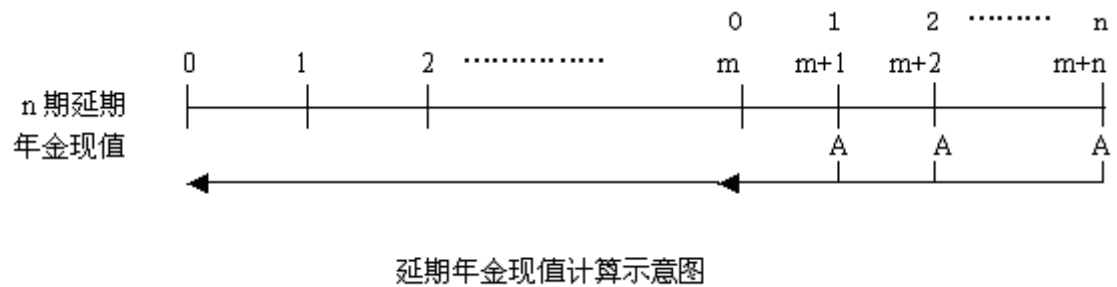 0 1 2 ……… n
0 1 2 …………… m m+1 m+2 m+n
n 期延期
年金现值 A A A
延期年金现值计算示意图